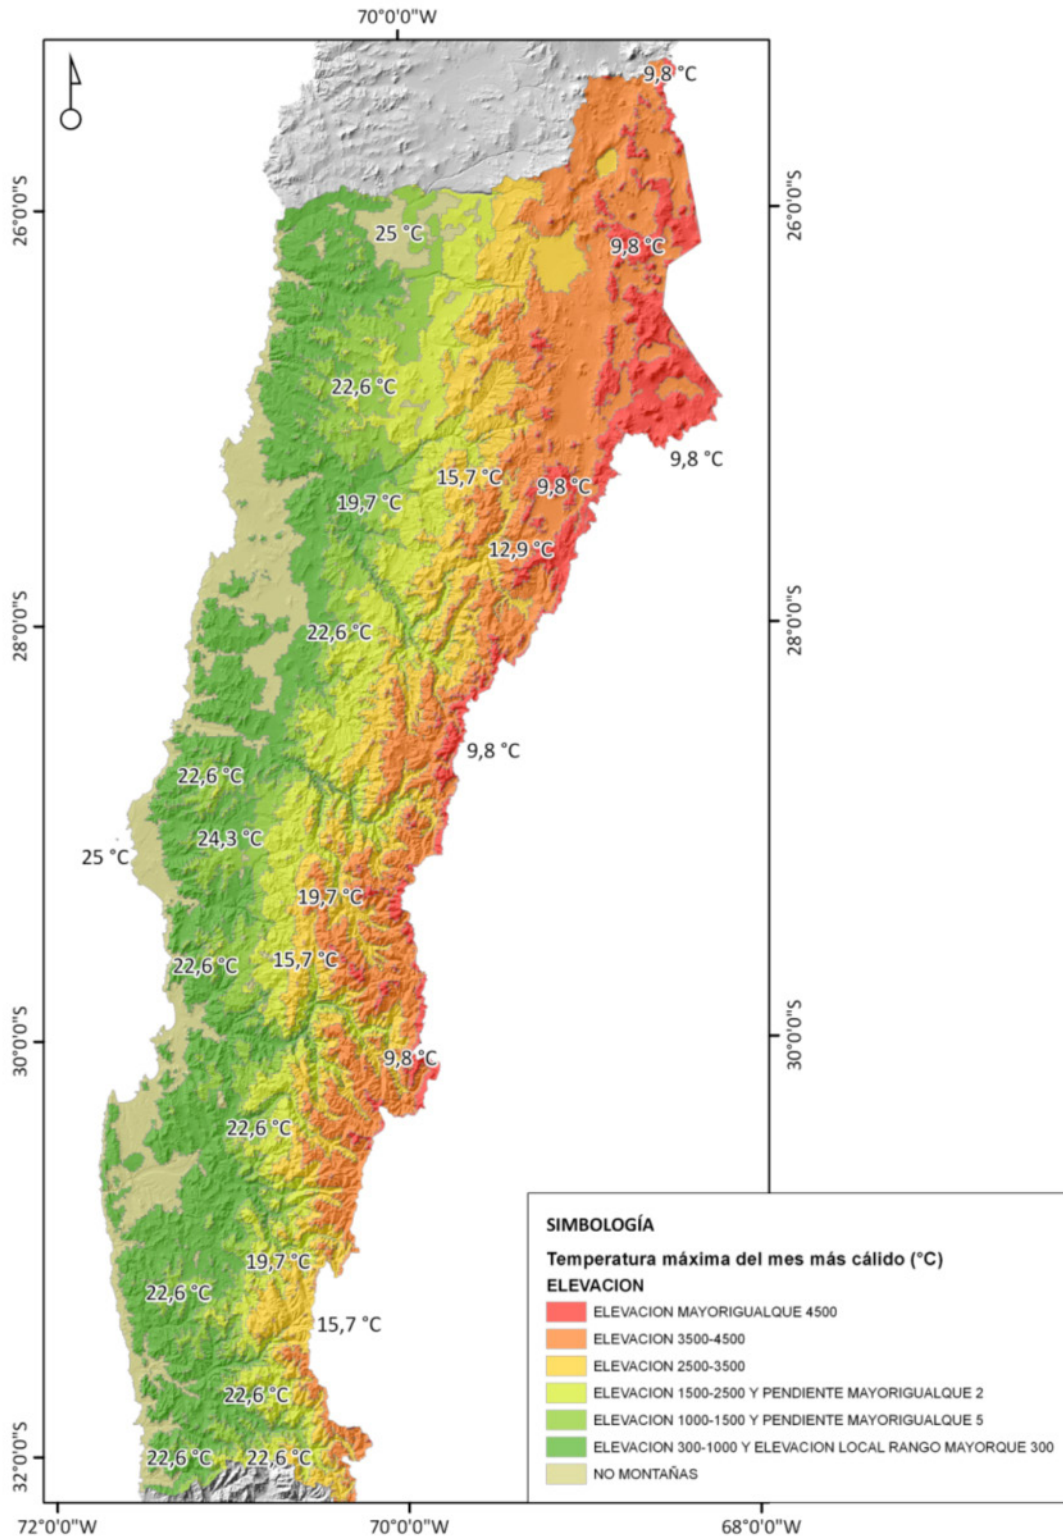 70°0'0"W
9,8 °C
26°0'0"S
26°0'0"S
25 °C
9,8 °C
22,6 °C
9,8 °C
15,7 °C
9,8 °C
19,7 °C
12,9 °C
28°0'0"S
28°0'0"S
22,6 °C
9,8 °C
22,6 °C
24,3 °C
25 °C
19,7 °C
15,7 °C
22,6 °C
30°0'0"S
30°0'0"S
9,8 °C
22,6 °C
19,7 °C
22,6 °C
15,7 °C
22,6 °C
32°0'0"S
22,6 °C
22,6 °C
SIMBOLOGÍA
Temperatura máxima del mes más cálido (°C)
ELEVACION
ELEVACION MAYORIGUALQUE 4500
ELEVACION 3500-4500
ELEVACION 2500-3500
ELEVACION 1500-2500 Y PENDIENTE MAYORIGUALQUE 2
ELEVACION 1000-1500 Y PENDIENTE MAYORIGUALQUE 5
ELEVACION 300-1000 Y ELEVACION LOCAL RANGO MAYORQUE 300
NO MONTAÑAS
72°0'0"W
70°0'0"W
68°0'0"W